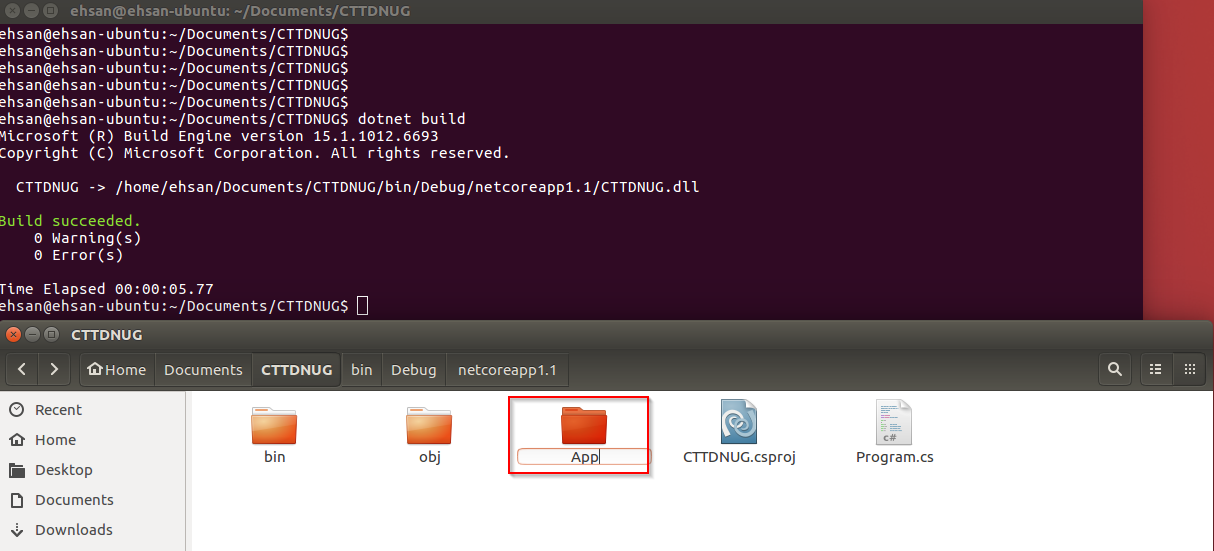 ehsan@ehsan-ubuntu: ~/Documents/CTTDNUG
ehsan@ehsan-ubuntu:~/Documents/CTTDNUG$
ehsan@ehsan-ubuntu:~/Documents/CTTDNUG$
ehsan@ehsan-ubuntu:~/Documents/CTTDNUG$
ehsan@ehsan-ubuntu:~/Documents/CTTDNUG$
ehsan@ehsan-ubuntu:~/Documents/CTTDNUG$
ehsan@ehsan-ubuntu:~/Documents/CTTDNUG$ dotnet build
Microsoft (R) Build Engine version 15.1.1012.6693
Copyright (C) Microsoft Corporation. All rights reserved.
CTTDNUG -> /home/ehsan/Documents/CTTDNUG/bin/Debug/netcoreapp1.1/CTTDNUG.dll
Build succeeded.
0 Warning(s)
0 Error(s)
Time Elapsed 00:00:05.77
ehsan@ehsan-ubuntu:~/Documents/CTTDNUG$
CTTDNUG
Home Documents CTTDNUG bin Debug netcoreapp1.1
Recent
Home
Desktop
Documents
Downloads
c#
bin obj App CTTDNUG.csproj Program.cs